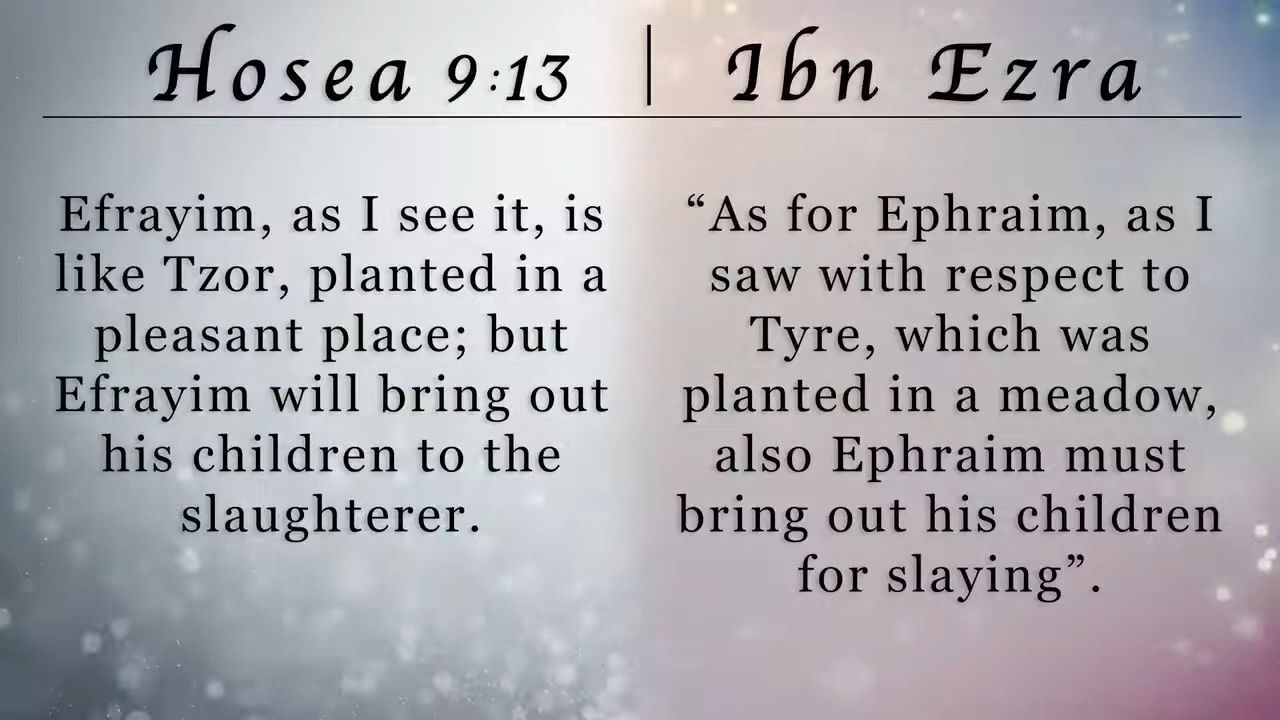 Hosea 9:13 | Ibn Ezra
Efrayim, as I see it, is
like Tzor, planted in a
pleasant place; but
Efrayim will bring out
his children to the
slaughterer.
“As for Ephraim, as I
saw with respect to
Tyre, which was
planted in a meadow,
also Ephraim must
bring out his children
for slaying”.